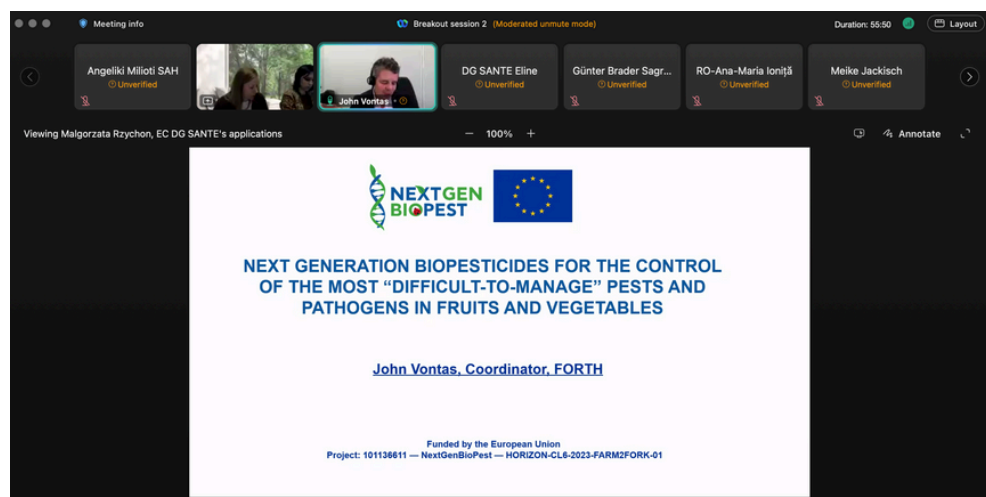 Meeting info
Breakout session 2 (Moderated unmute mode)
Duration: 55:50
Layout
Angeliki Milioti SAH
Unverified
John Vontas
DG SANTE Eline
Unverified
Günter Brader Sagr...
Unverified
RO-Ana-Maria Ioniță
Unverified
Meike Jackisch
Unverified
Viewing Malgorzata Rzychon, EC DG SANTE's applications
100%
Annotate
NEXTGEN
BIOPEST
NEXT GENERATION BIOPESTICIDES FOR THE CONTROL
OF THE MOST “DIFFICULT-TO-MANAGE” PESTS AND
PATHOGENS IN FRUITS AND VEGETABLES
John Vontas, Coordinator, FORTH
Funded by the European Union
Project: 101136611 — NextGenBioPest — HORIZON-CL6-2023-FARM2FORK-01